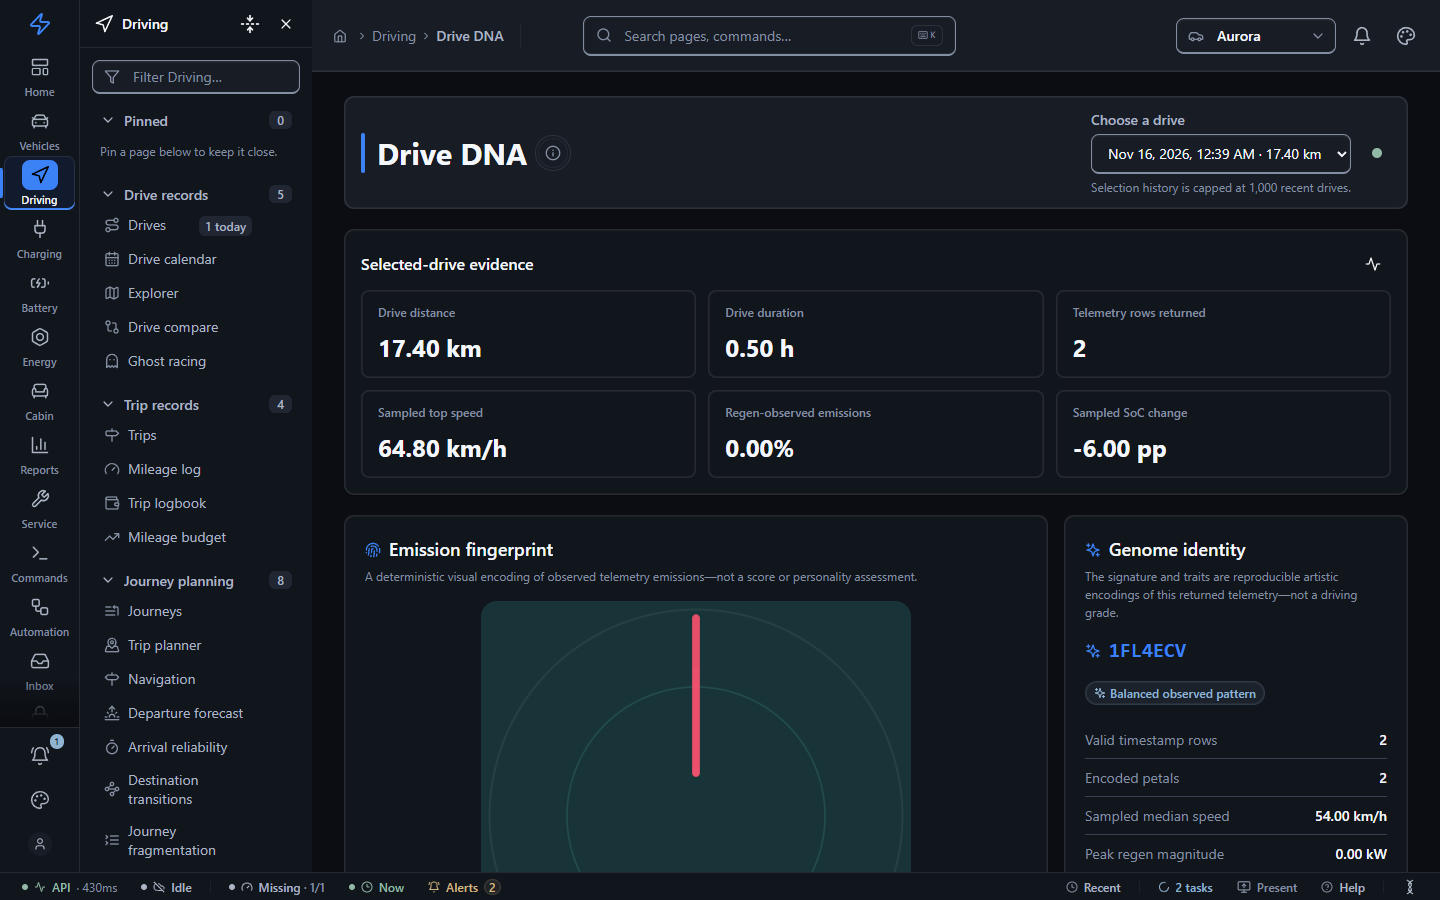 Driving
Home
Vehicles
Driving
Charging
Battery
Energy
Cabin
Reports
Service
Commands
Automation
Inbox
1
Filter Driving...
Pinned 0
Pin a page below to keep it close.
Drive records 5
Drives 1 today
Drive calendar
Explorer
Drive compare
Ghost racing
Trip records 4
Trips
Mileage log
Trip logbook
Mileage budget
Journey planning 8
Journeys
Trip planner
Navigation
Departure forecast
Arrival reliability
Destination
transitions
Journey
fragmentation
Driving Drive DNA
Search pages, commands... K
Aurora
Drive DNA
Choose a drive
Nov 16, 2026, 12:39 AM · 17.40 km
Selection history is capped at 1,000 recent drives.
Selected-drive evidence
Drive distance
17.40 km
Drive duration
0.50 h
Telemetry rows returned
2
Sampled top speed
64.80 km/h
Regen-observed emissions
0.00%
Sampled SoC change
-6.00 pp
Emission fingerprint
A deterministic visual encoding of observed telemetry emissions—not a score or personality assessment.
Genome identity
The signature and traits are reproducible artistic
encodings of this returned telemetry—not a driving
grade.
1FL4ECV
Balanced observed pattern
Valid timestamp rows 2
Encoded petals 2
Sampled median speed 54.00 km/h
Peak regen magnitude 0.00 kW
API · 430ms Idle Missing · 1/1 Now Alerts 2 Recent 2 tasks Present Help